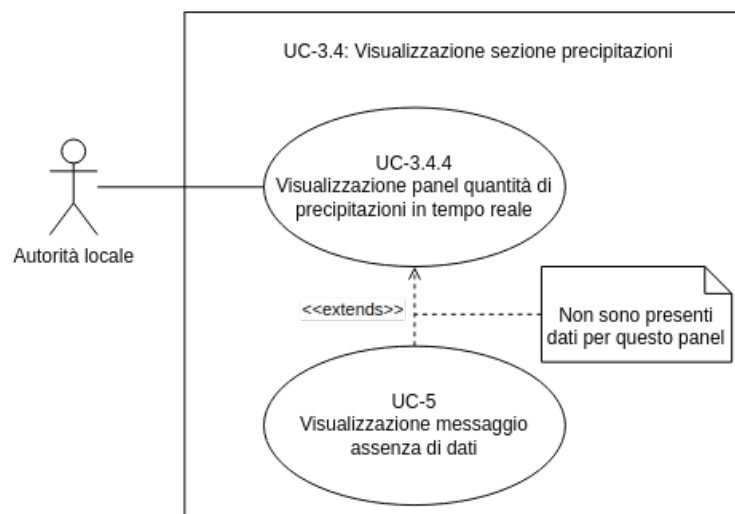 UC-3.4: Visualizzazione sezione precipitazioni
UC-3.4.4
Visualizzazione panel quantità di
precipitazioni in tempo reale
Autorità locale
<<extends>>
Non sono presenti
dati per questo panel
UC-5
Visualizzazione messaggio
assenza di dati